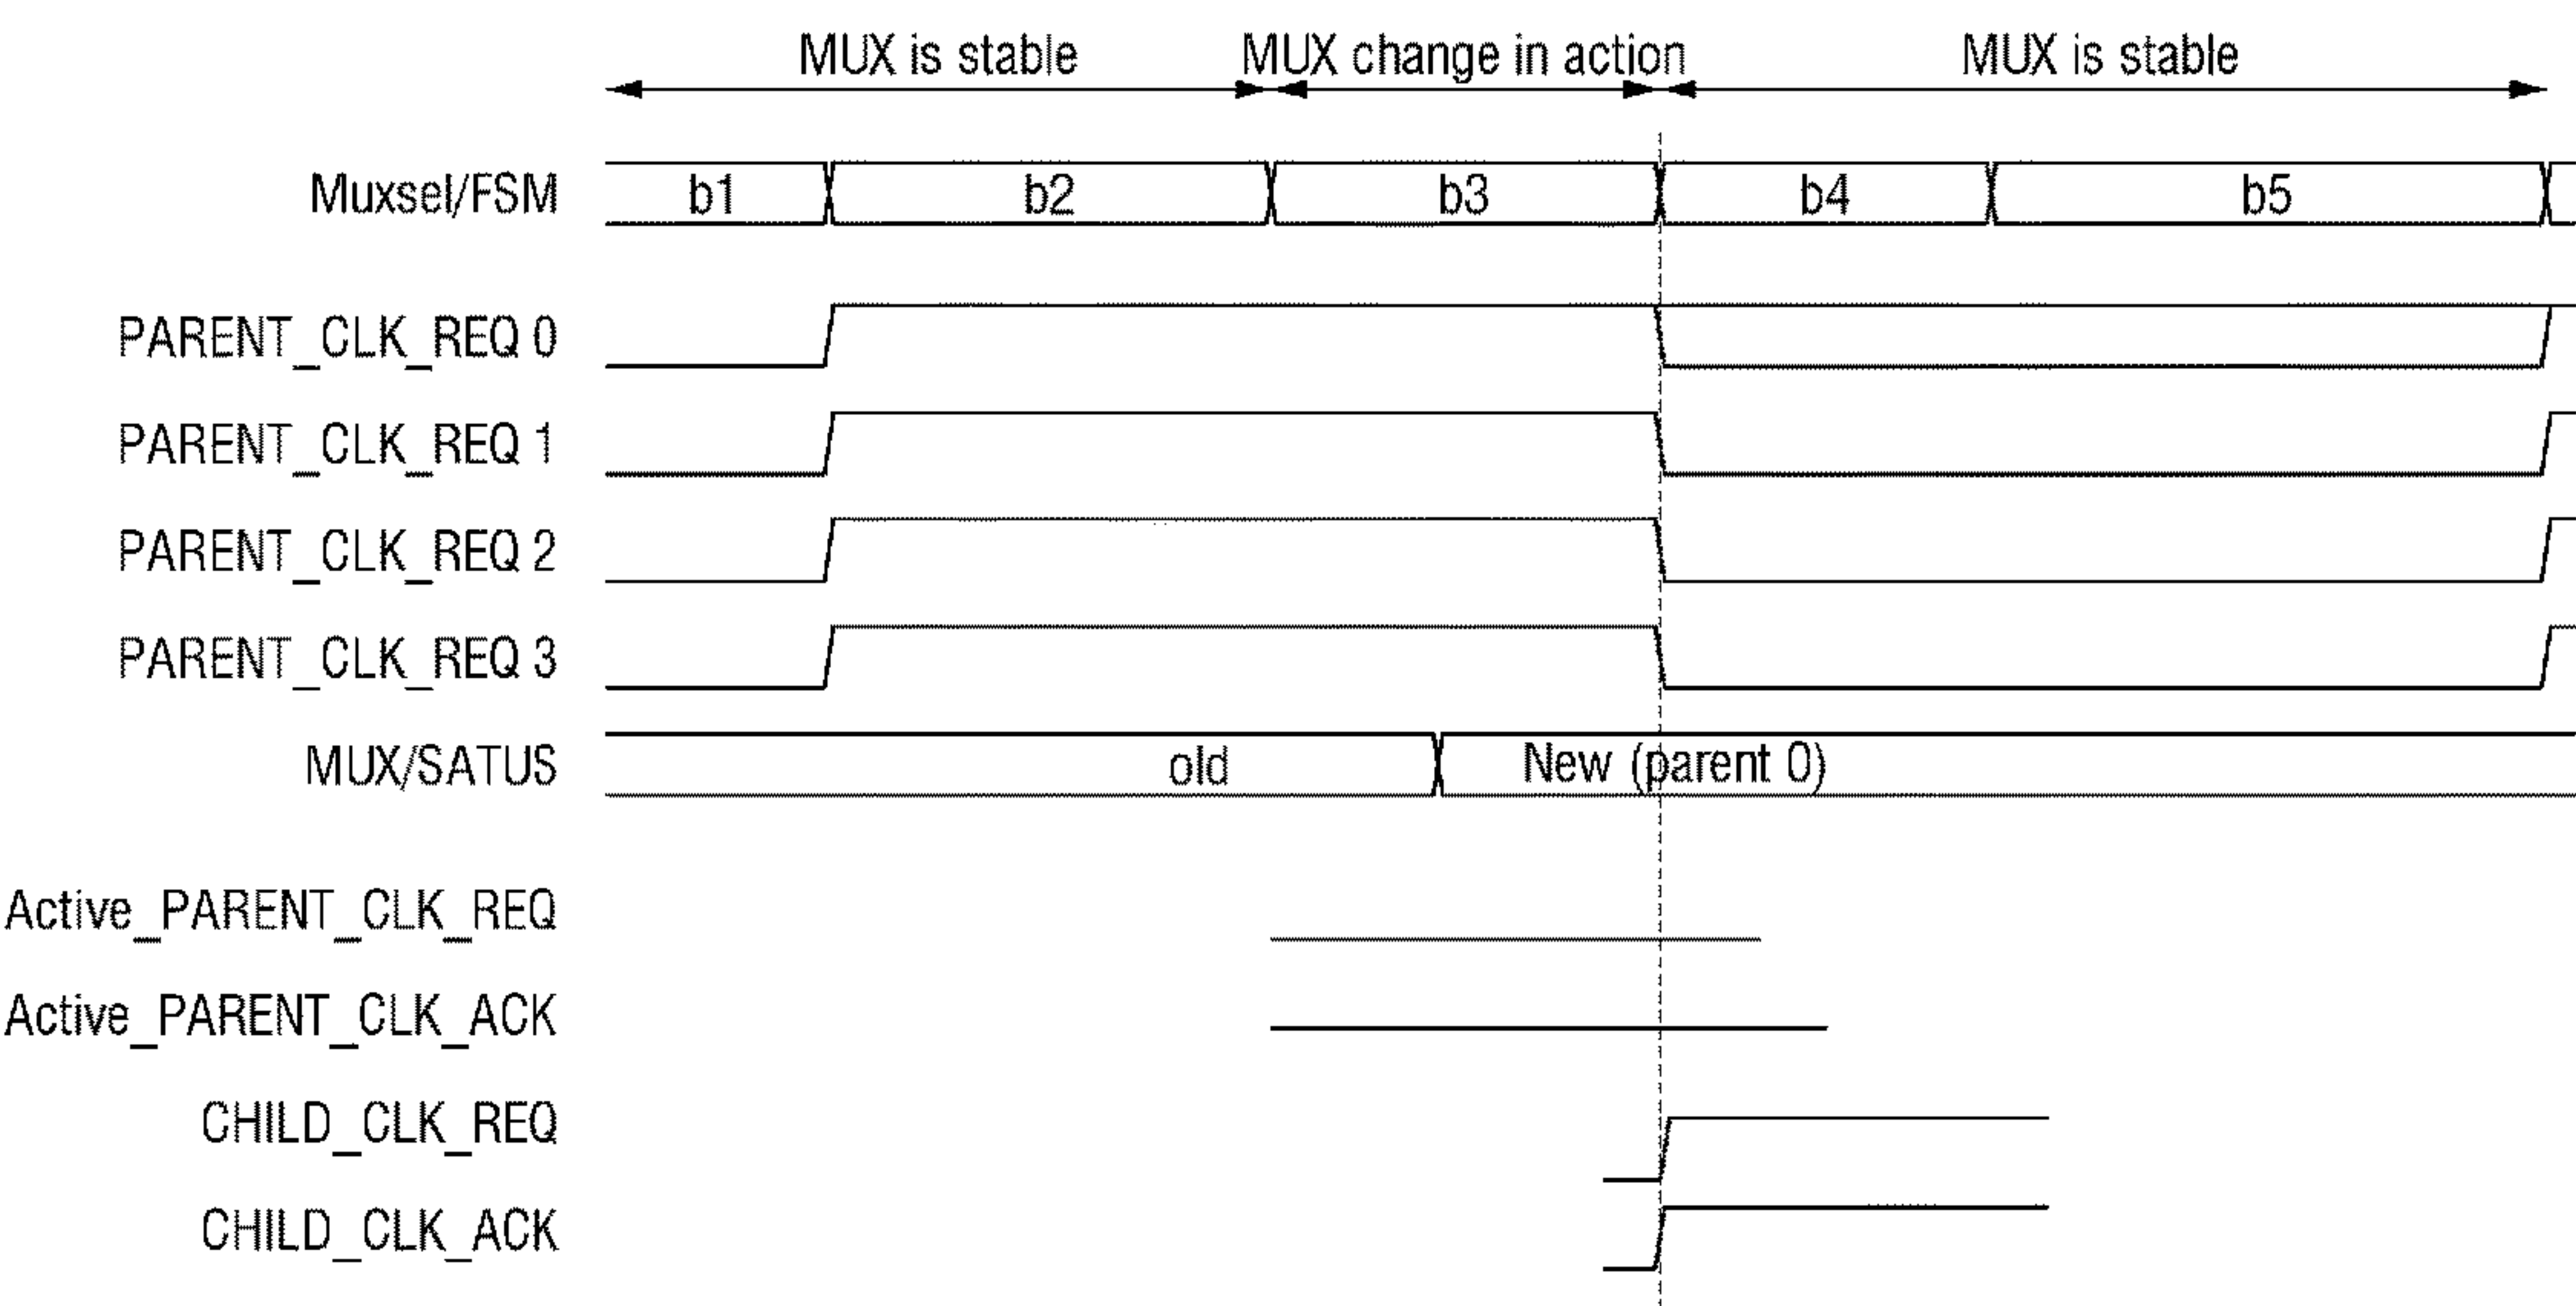 MUX is stable MUX change in action MUX is stable
Muxsel/FSM b1 b2 b3 b4 b5
PARENT_CLK_REQ 0
PARENT_CLK_REQ 1
PARENT_CLK_REQ 2
PARENT_CLK_REQ 3
MUX/SATUS old New (parent 0)
Active_PARENT_CLK_REQ
Active_PARENT_CLK_ACK
CHILD_CLK_REQ
CHILD_CLK_ACK